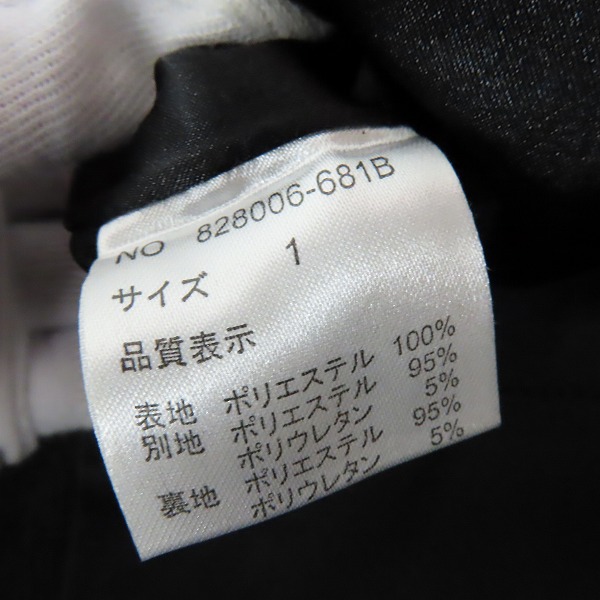 NO 828006-681B
サイズ 1
品質表示
表地 ポリエステル 100%
別地 ポリエステル 95%
ポリウレタン 5%
裏地 ポリエステル 95%
ポリウレタン 5%